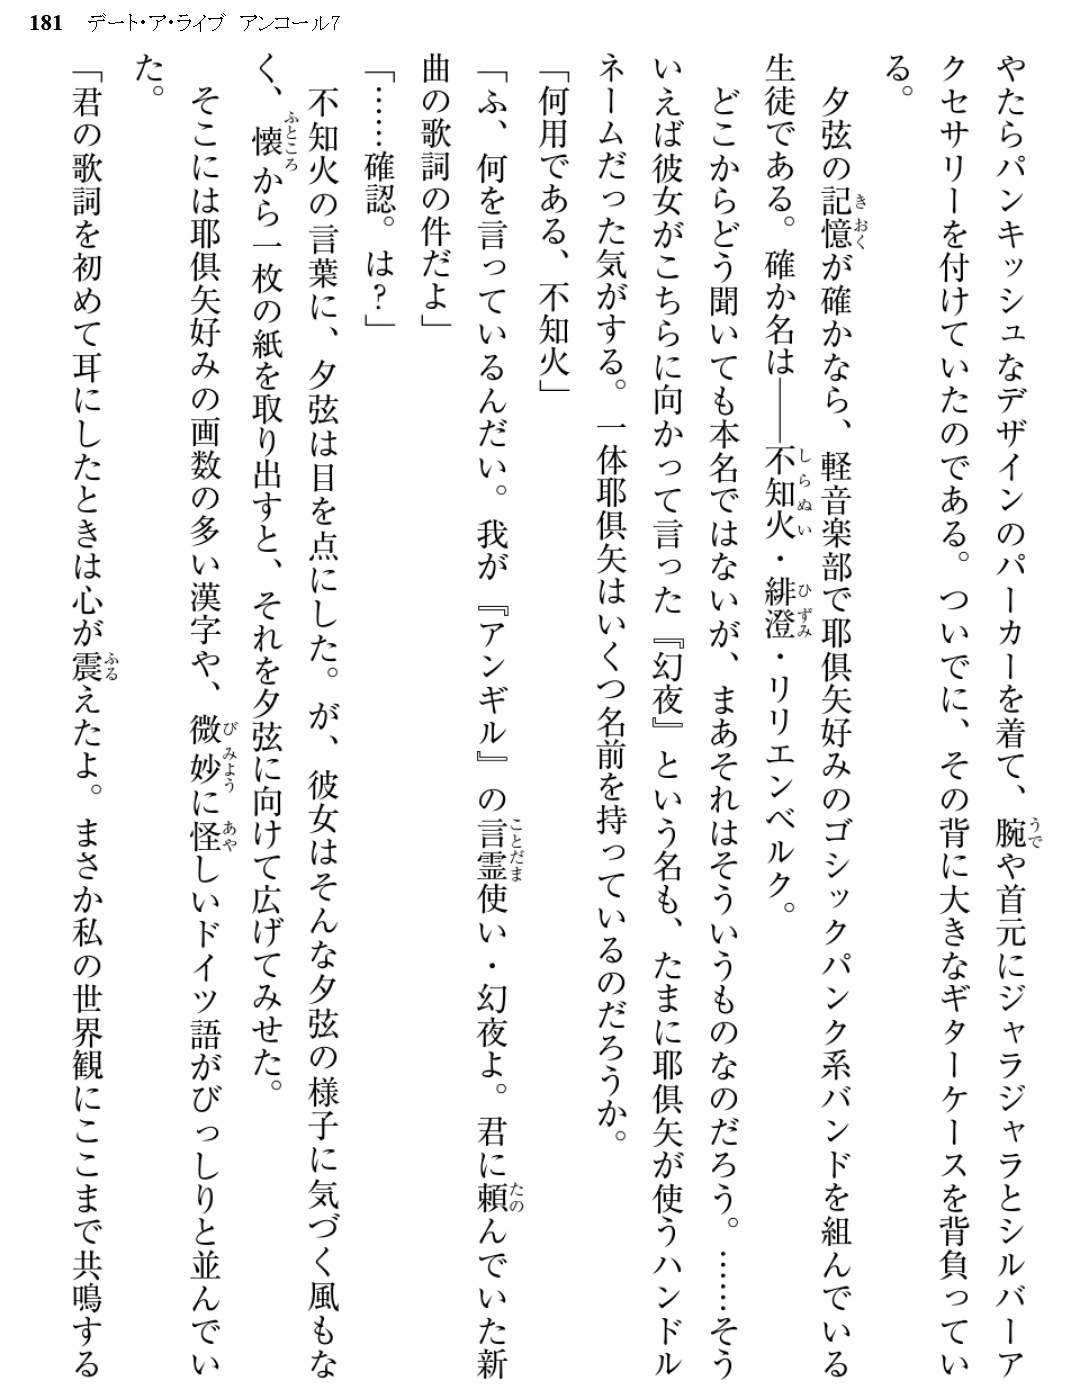 181 デート・ア・ライブ アンコール7
やたらパンキッシュなデザインのパーカーを着て、腕や首元にジャラジャラとシルバーア
クセサリーを付けていたのである。ついでに、その背に大きなギターケースを背負ってい
る。
夕弦の記憶が確かなら、軽音楽部で耶倶矢好みのゴシックパンク系バンドを組んでいる
生徒である。確か名は――不知火・緋澄・リリエンベルク。
どこからどう聞いても本名ではないが、まあそれはそういうものなのだろう。……そう
いえば彼女がこちらに向かって言った『幻夜』という名も、たまに耶倶矢が使うハンドル
ネームだった気がする。一体耶倶矢はいくつ名前を持っているのだろうか。
「何用である、不知火」
「ふ、何を言っているんだい。我が『アンギル』の言霊使い・幻夜よ。君に頼んでいた新
曲の歌詞の件だよ」
「……確認。は?」
不知火の言葉に、夕弦は目を点にした。が、彼女はそんな夕弦の様子に気づく風もな
く、懐から一枚の紙を取り出すと、それを夕弦に向けて広げてみせた。
そこには耶倶矢好みの画数の多い漢字や、微妙に怪しいドイツ語がびっしりと並んでい
た。
「君の歌詞を初めて耳にしたときは心が震えたよ。まさか私の世界観にここまで共鳴する